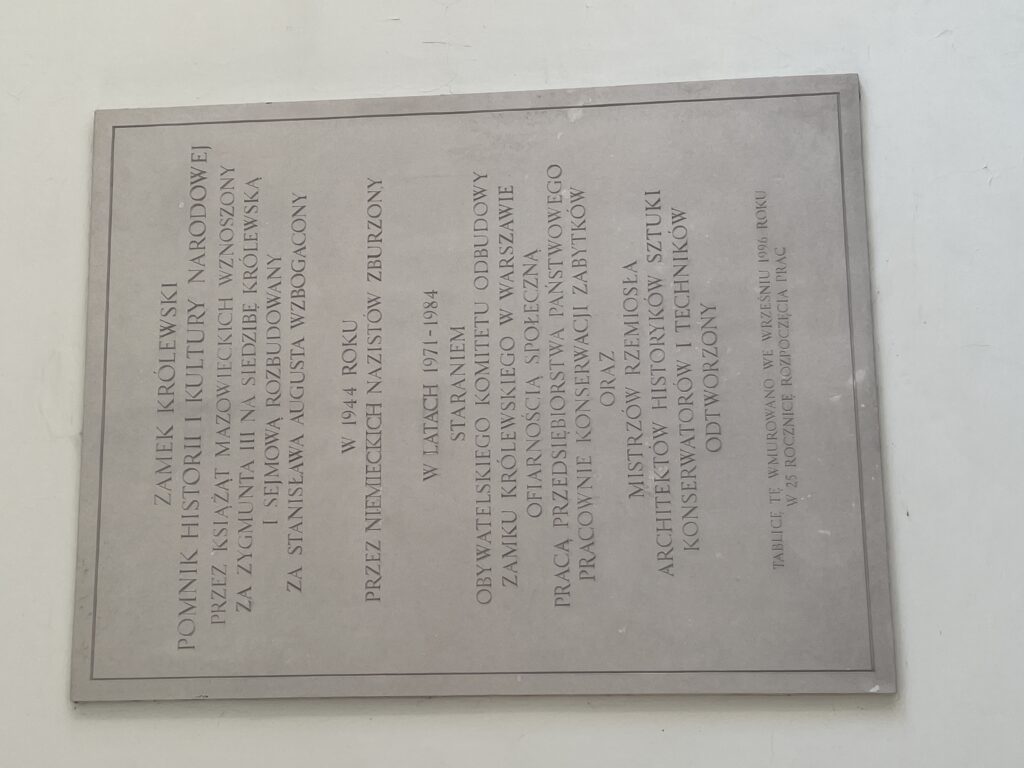 ZAMEK KRÓLEWSKI
POMNIK HISTORII I KULTURY NARODOWEJ
PRZEZ KSIĄŻĄT MAZOWIECKICH WZNOSZONY
ZA ZYGMUNTA III NA SIEDZIBĘ KRÓLEWSKĄ
I SEJMOWĄ ROZBUDOWANY
ZA STANISŁAWA AUGUSTA WZBOGACONY
W 1944 ROKU
PRZEZ NIEMIECKICH NAZISTÓW ZBURZONY
W LATACH 1971-1984
STARANIEM
OBYWATELSKIEGO KOMITETU ODBUDOWY
ZAMKU KRÓLEWSKIEGO W WARSZAWIE
OFIARNOŚCIĄ SPOŁECZNĄ
PRACĄ PRZEDSIĘBIORSTWA PAŃSTWOWEGO
PRACOWNIE KONSERWACJI ZABYTKÓW
ORAZ
MISTRZÓW RZEMIOSŁA
ARCHITEKTÓW HISTORYKÓW SZTUKI
KONSERWATORÓW I TECHNIKÓW
ODTWORZONY
TABLICĘ TĘ WMUROWANO WE WRZEŚNIU 1996 ROKU
W 25 ROCZNICĘ ROZPOCZĘCIA PRAC